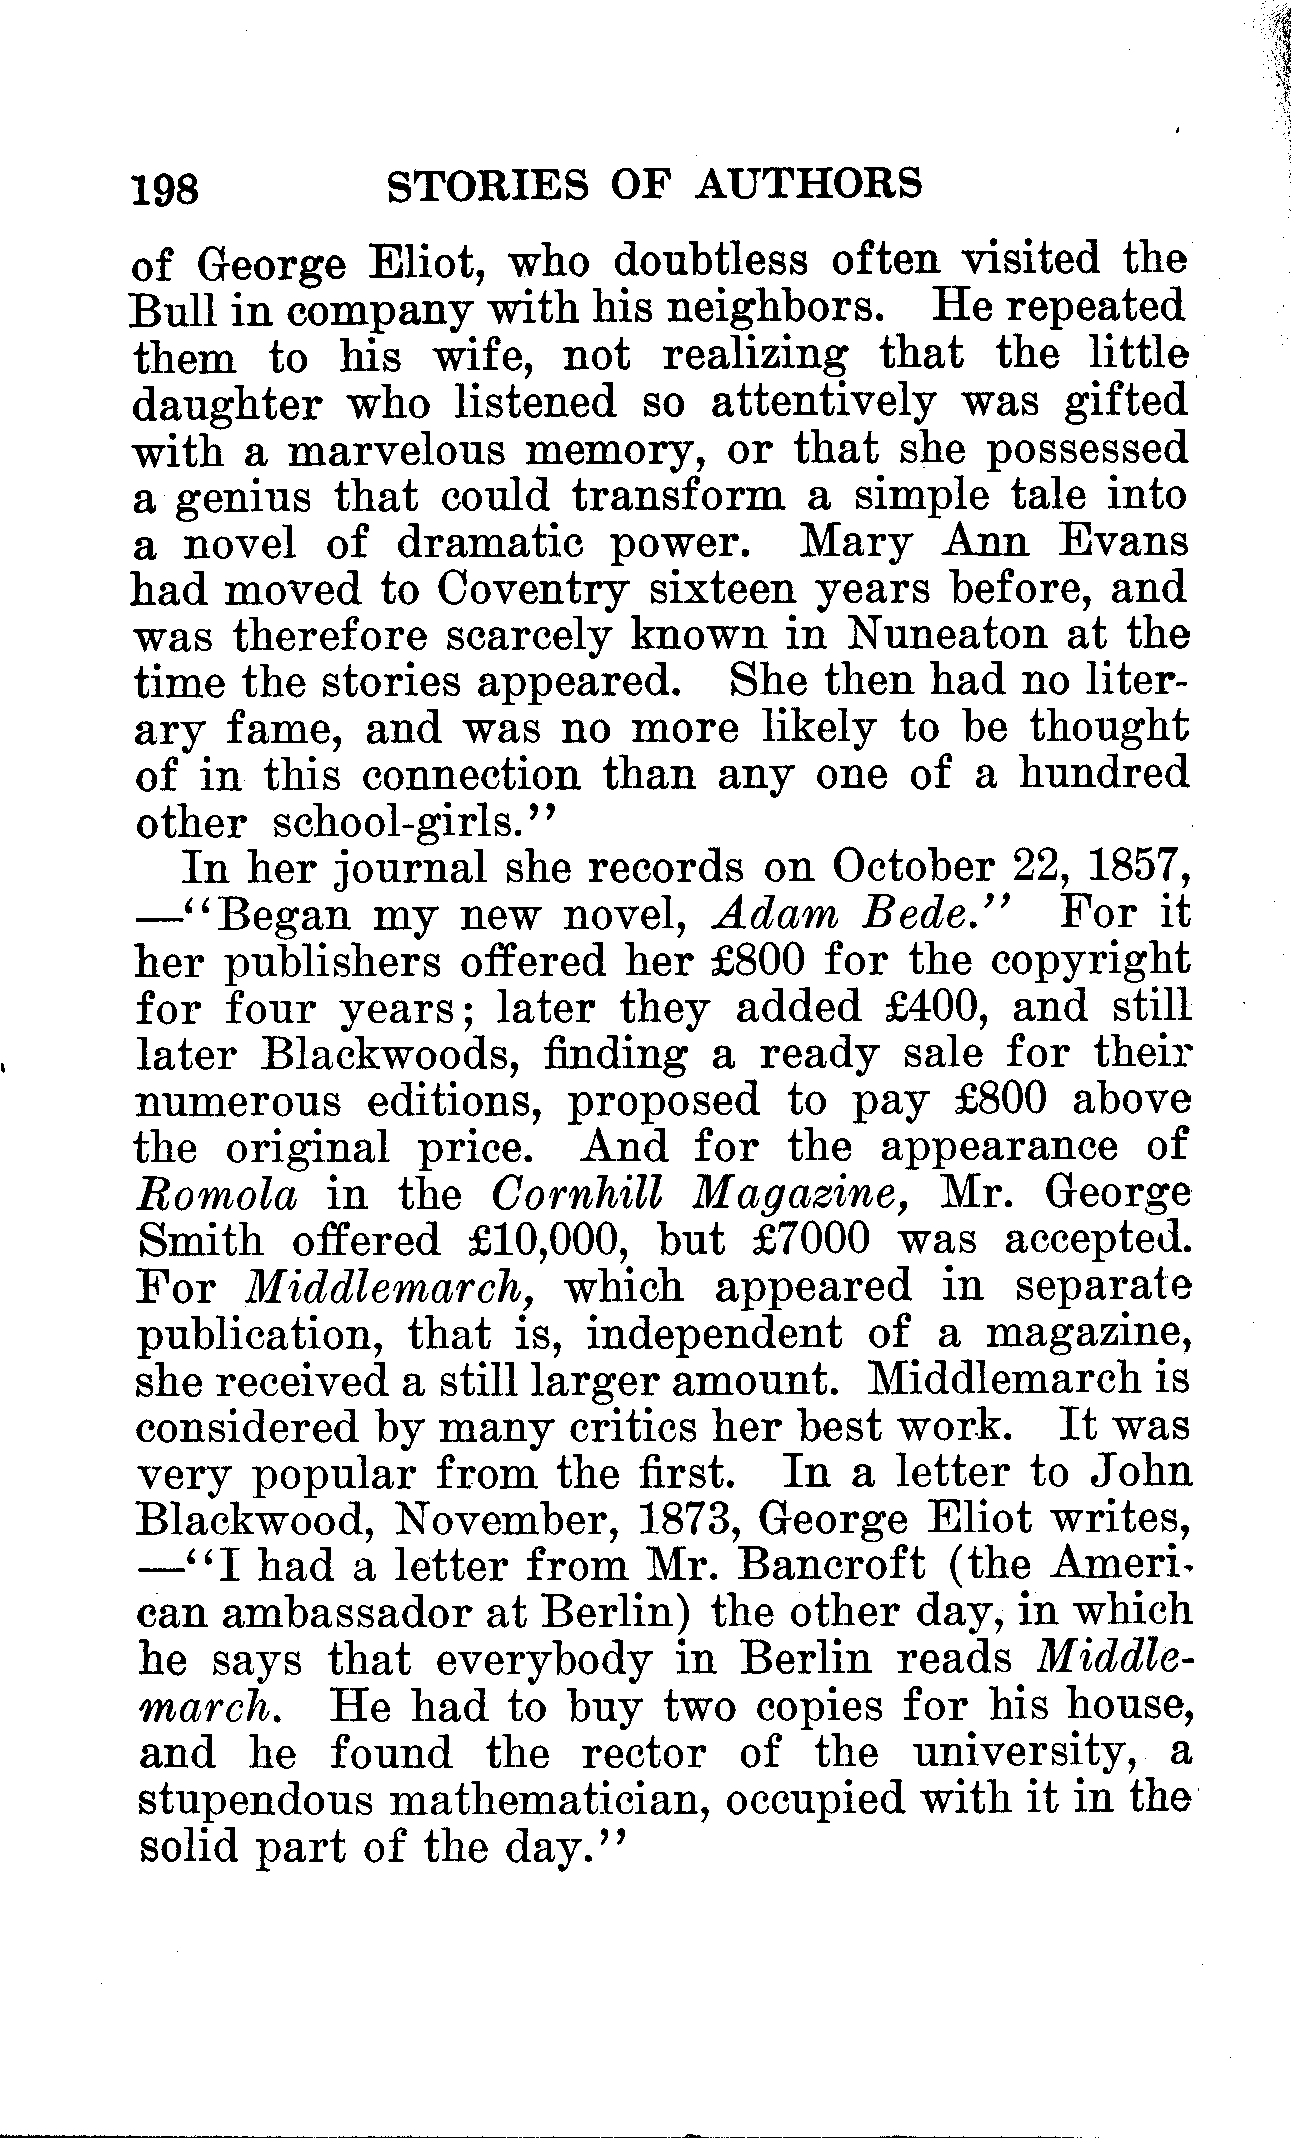 198 STORIES OF AUTHORS
of George Eliot, who doubtless often visited the
Bull in company with his neighbors. He repeated
them to his wife, not realizing that the little
daughter who listened so attentively was gifted
with a marvelous memory, or that she possessed
a genius that could transform a simple tale into
a novel of dramatic power. Mary Ann Evans
had moved to Coventry sixteen years before, and
was therefore scarcely known in Nuneaton at the
time the stories appeared. She then had no liter-
ary fame, and was no more likely to be thought
of in this connection than any one of a hundred
other school-girls.”
In her journal she records on October 22, 1857,
—“Began my new novel, Adam Bede.” For it
her publishers offered her £800 for the copyright
for four years; later they added £400, and still
later Blackwoods, finding a ready sale for their
numerous editions, proposed to pay £800 above
the original price. And for the appearance of
Romola in the Cornhill Magazine, Mr. George
Smith offered £10,000, but £7000 was accepted.
For Middlemarch, which appeared in separate
publication, that is, independent of a magazine,
she received a still larger amount. Middlemarch is
considered by many critics her best work. It was
very popular from the first. In a letter to John
Blackwood, November, 1873, George Eliot writes,
—“I had a letter from Mr. Bancroft (the Ameri-
can ambassador at Berlin) the other day, in which
he says that everybody in Berlin reads Middle-
march. He had to buy two copies for his house,
and he found the rector of the university, a
stupendous mathematician, occupied with it in the
solid part of the day.”